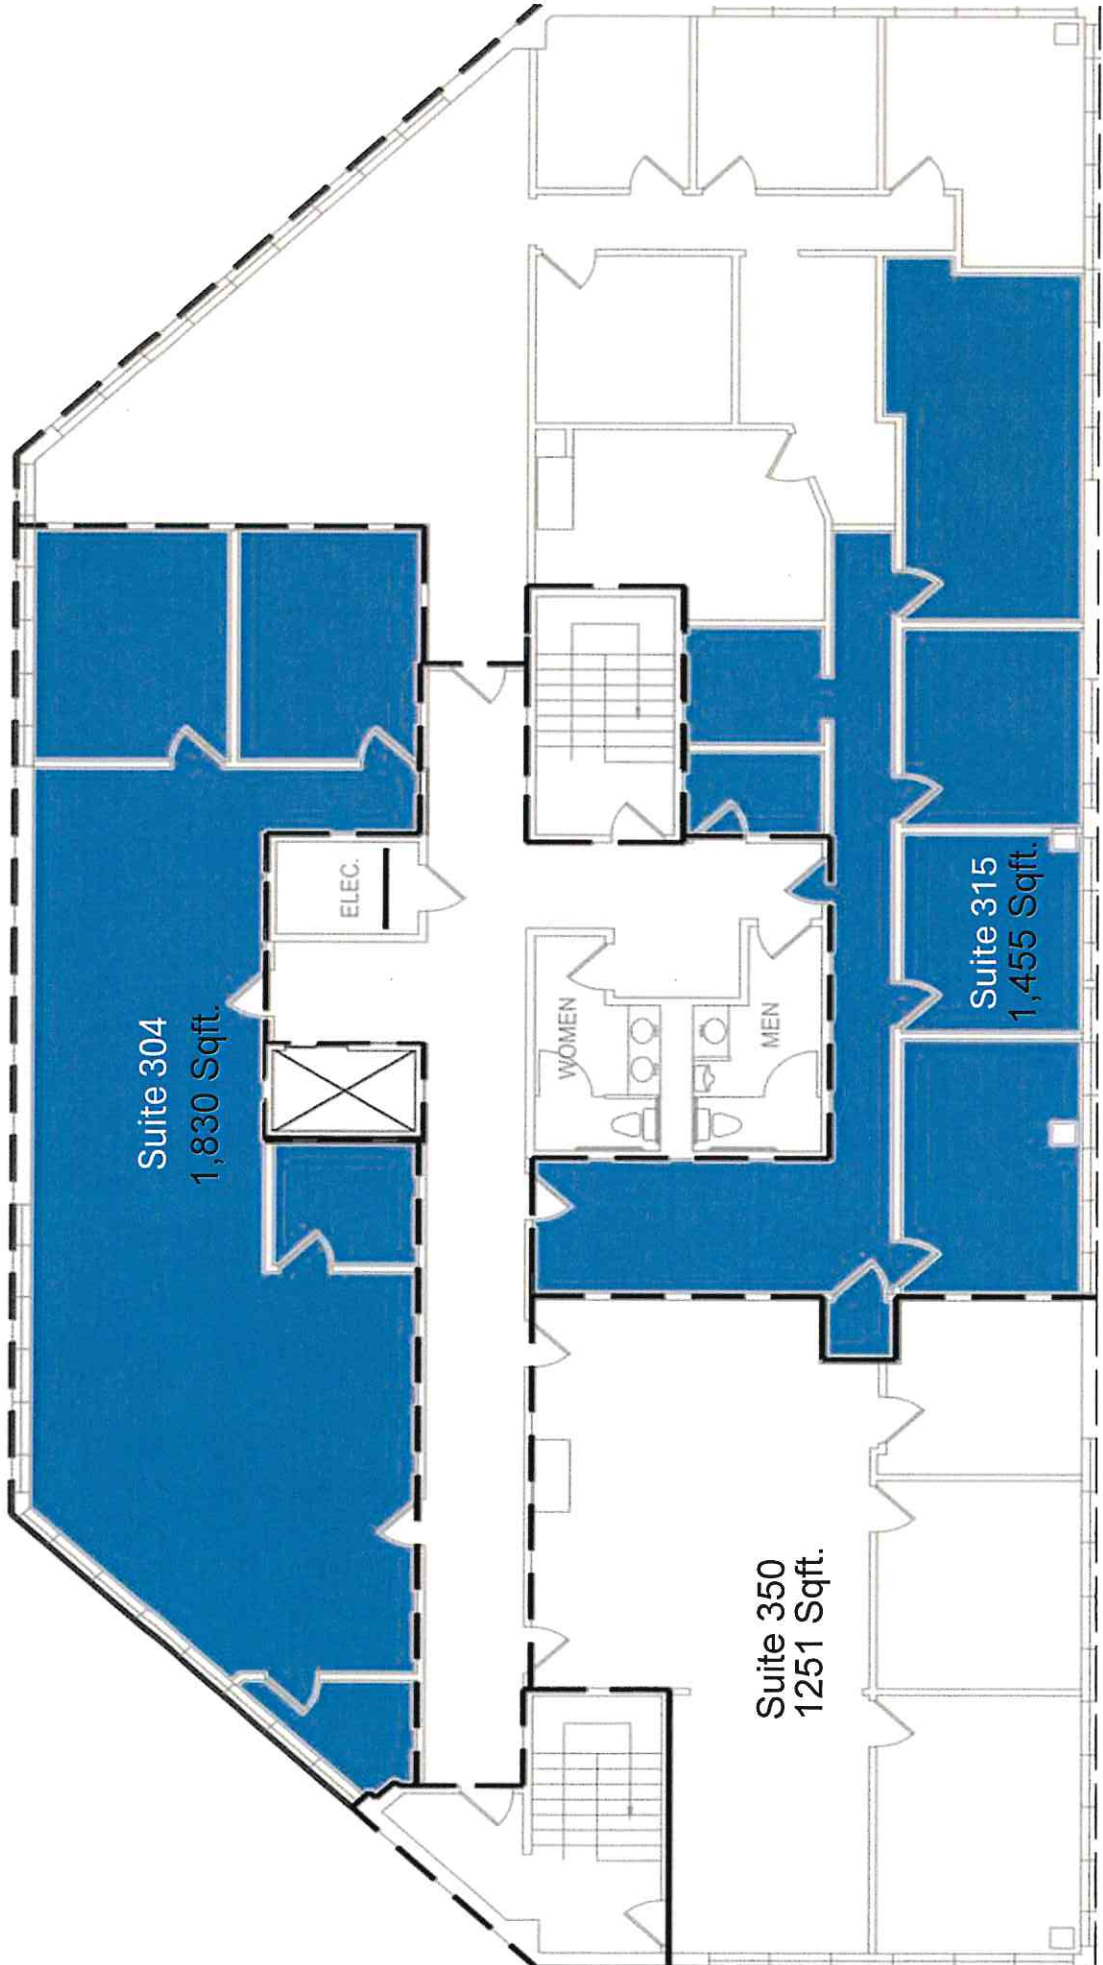 Suite 304
1,830 Sqft.
ELEC.
WOMEN
MEN
Suite 315
1,455 Sqft.
Suite 350
1251 Sqft.